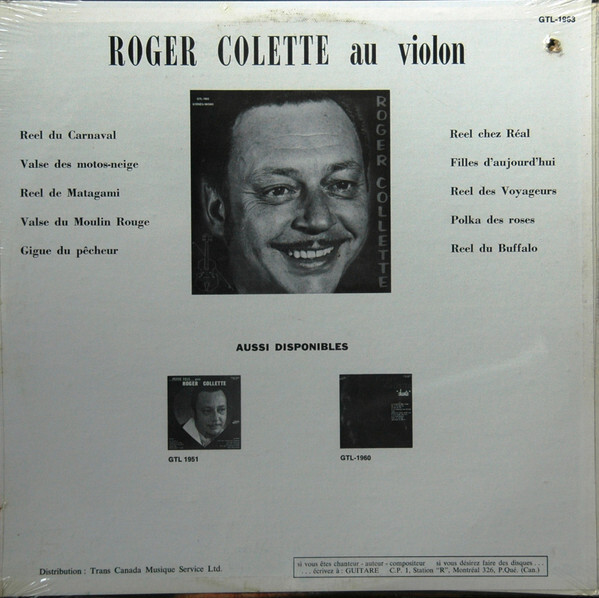 GTL-1963
ROGER COLETTE au violon
Reel du Carnaval
Valse des motos-neige
Reel de Matagami
Valse du Moulin Rouge
Gigue du pêcheur
ROGER COLLETTE
Reel chez Réal
Filles d'aujourd'hui
Reel des Voyageurs
Polka des roses
Reel du Buffalo
AUSSI DISPONIBLES
ROGER COLLETTE
GTL 1951
GTL-1960
Distribution : Trans Canada Musique Service Ltd.
si vous êtes chanteur - auteur - compositeur si vous désirez faire des disques . . .
. . . écrivez à : GUITARE C.P. 1, Station "R", Montréal 326, P.Qué. (Can.)